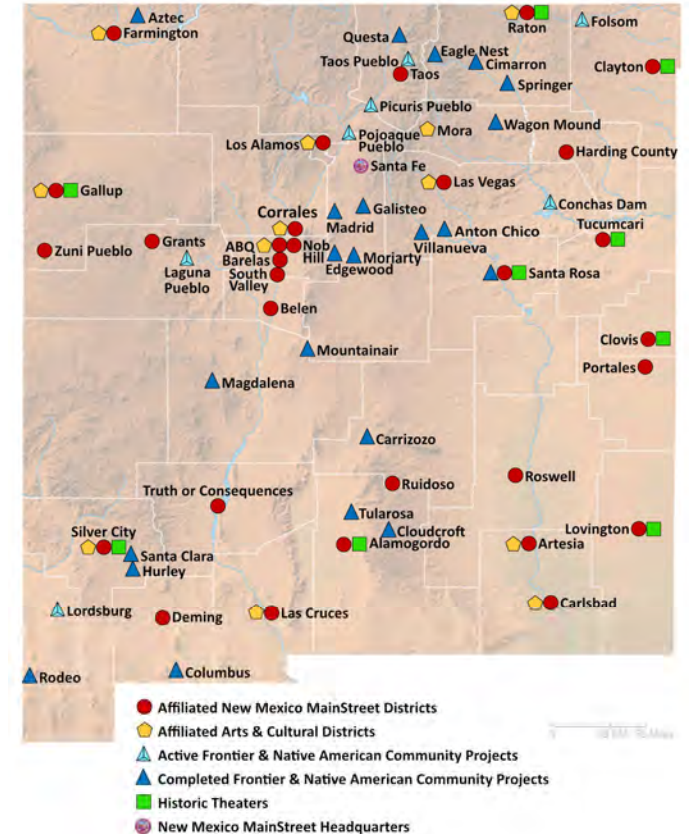 Aztec
Farmington
Questa
Taos Pueblo
Taos
Eagle Nest
Cimarron
Springer
Raton
Folsom
Clayton
Picuris Pueblo
Los Alamos
Pojoaque
Pueblo
Mora
Wagon Mound
Harding County
Santa Fe
Las Vegas
Gallup
Conchas Dam
Tucumcari
Corrales
Galisteo
Madrid
Anton Chico
Villanueva
Zuni Pueblo
Grants
Laguna
Pueblo
ABQ
Nob
Hill
Barelas
South
Valley
Moriarty
Edgewood
Santa Rosa
Belen
Mountainair
Clovis
Portales
Magdalena
Carrizozo
Ruidoso
Roswell
Truth or Consequences
Tularosa
Cloudcroft
Alamogordo
Lovington
Artesia
Silver City
Santa Clara
Hurley
Lordsburg
Deming
Las Cruces
Carlsbad
Rodeo
Columbus
Affiliated New Mexico MainStreet Districts
Affiliated Arts & Cultural Districts
Active Frontier & Native American Community Projects
Completed Frontier & Native American Community Projects
Historic Theaters
New Mexico MainStreet Headquarters